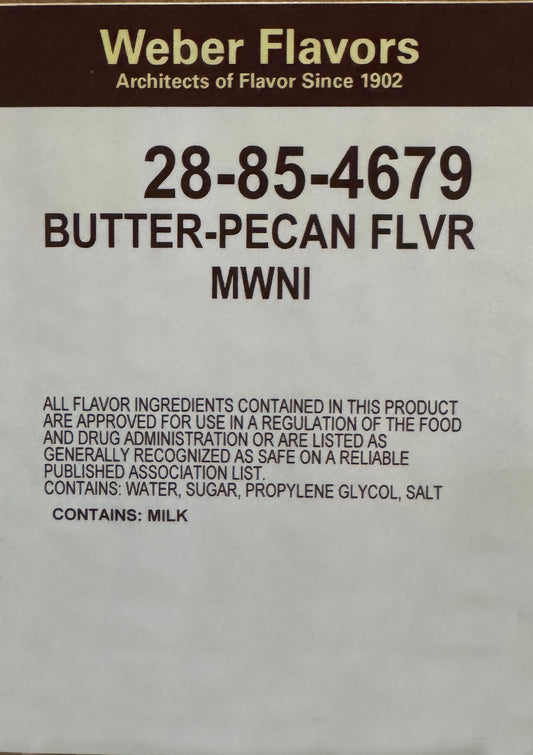 Weber Flavors
Architects of Flavor Since 1902
28-85-4679
BUTTER-PECAN FLVR
MWNI
ALL FLAVOR INGREDIENTS CONTAINED IN THIS PRODUCT
ARE APPROVED FOR USE IN A REGULATION OF THE FOOD
AND DRUG ADMINISTRATION OR ARE LISTED AS
GENERALLY RECOGNIZED AS SAFE ON A RELIABLE
PUBLISHED ASSOCIATION LIST.
CONTAINS: WATER, SUGAR, PROPYLENE GLYCOL, SALT
CONTAINS: MILK